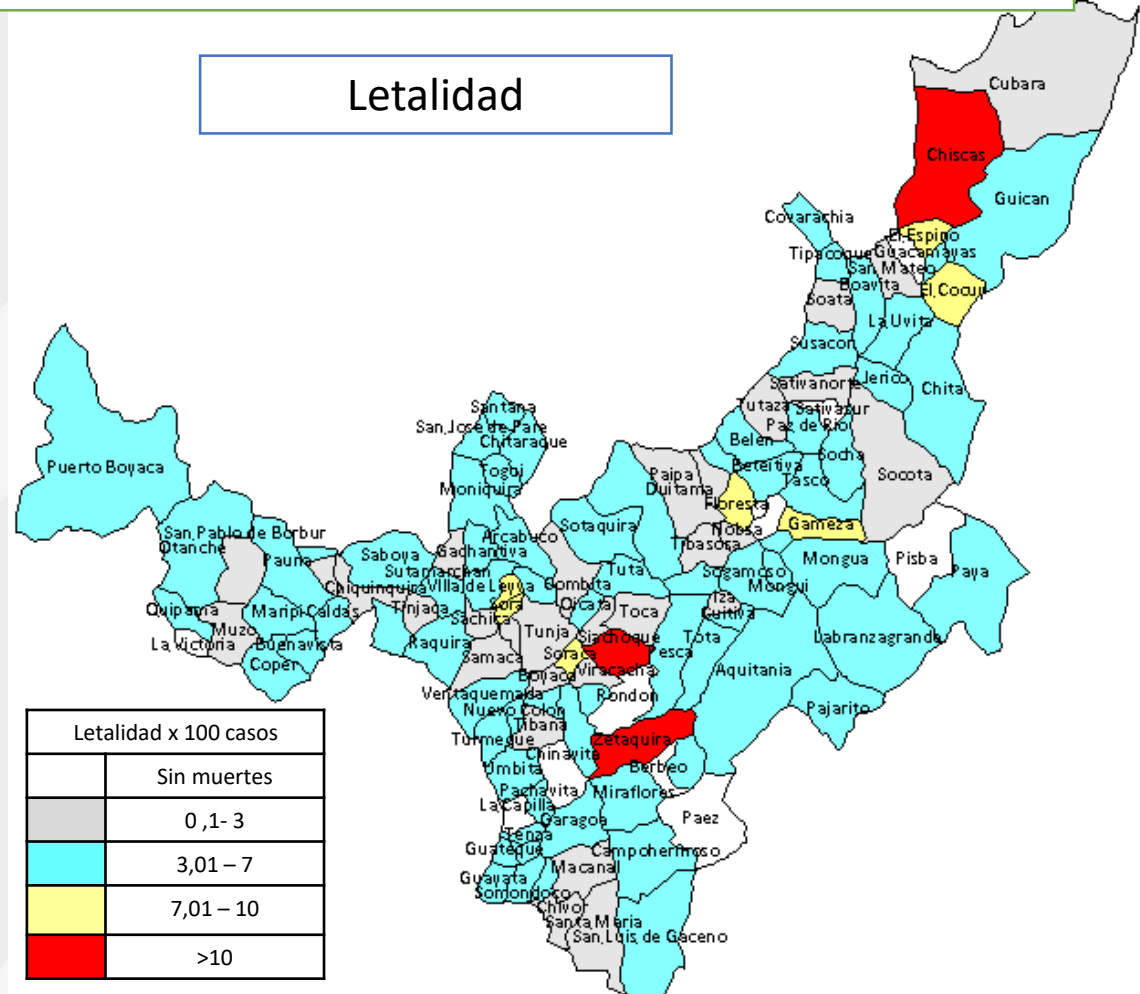 Letalidad
Cubara
Chiscas
Guican
Covarachia
El Espino
Tipacoque
Guacamayas
San Mateo
Boavita
El Cocuy
Soata
La Uvita
Susacon
Sativanorte
Jerico
Chita
Tutaza
Sativasur
Paz de Rio
Santana
San Jose de Pare
Chitaraque
Belen
Socha
Puerto Boyaca
Togui
Beteitiva
Tasco
Socota
Paipa
Duitama
Moniquira
Floresta
Gameza
Nobsa
San Pablo de Borbur
Otanche
Sotaquira
Arcabuco
Tibasora
Pauna
Saboya
Gachantiva
Mongua
Pisba
Sutamarchan
Tuta
Sogamoso
Mongui
Paya
Chiquinquira
Villa de Leyva
Combita
Iza
Quipama
Maripi
Caldas
Tinjaca
Sora
Oicata
Toca
Cuitiva
Sachica
Muzo
La Victoria
Buenavista
Raquira
Tunja
Siachoque
Tota
Labranzagrande
Coper
Samaca
Soraca
Pesca
Viracacha
Aquitania
Boyaca
Ventaquemada
Rondon
Pajarito
Nuevo Colon
Tibana
Turmeque
Zetaquira
Chinavita
Umbita
Berbeo
Pachavita
Miraflores
La Capilla
Garagoa
Paez
Tenza
Guateque
Campohermoso
Macanal
Guayata
Somondoco
Chivor
Santa Maria
San Luis de Gaceno
Letalidad x 100 casos
Sin muertes
0 ,1- 3
3,01 – 7
7,01 – 10
>10